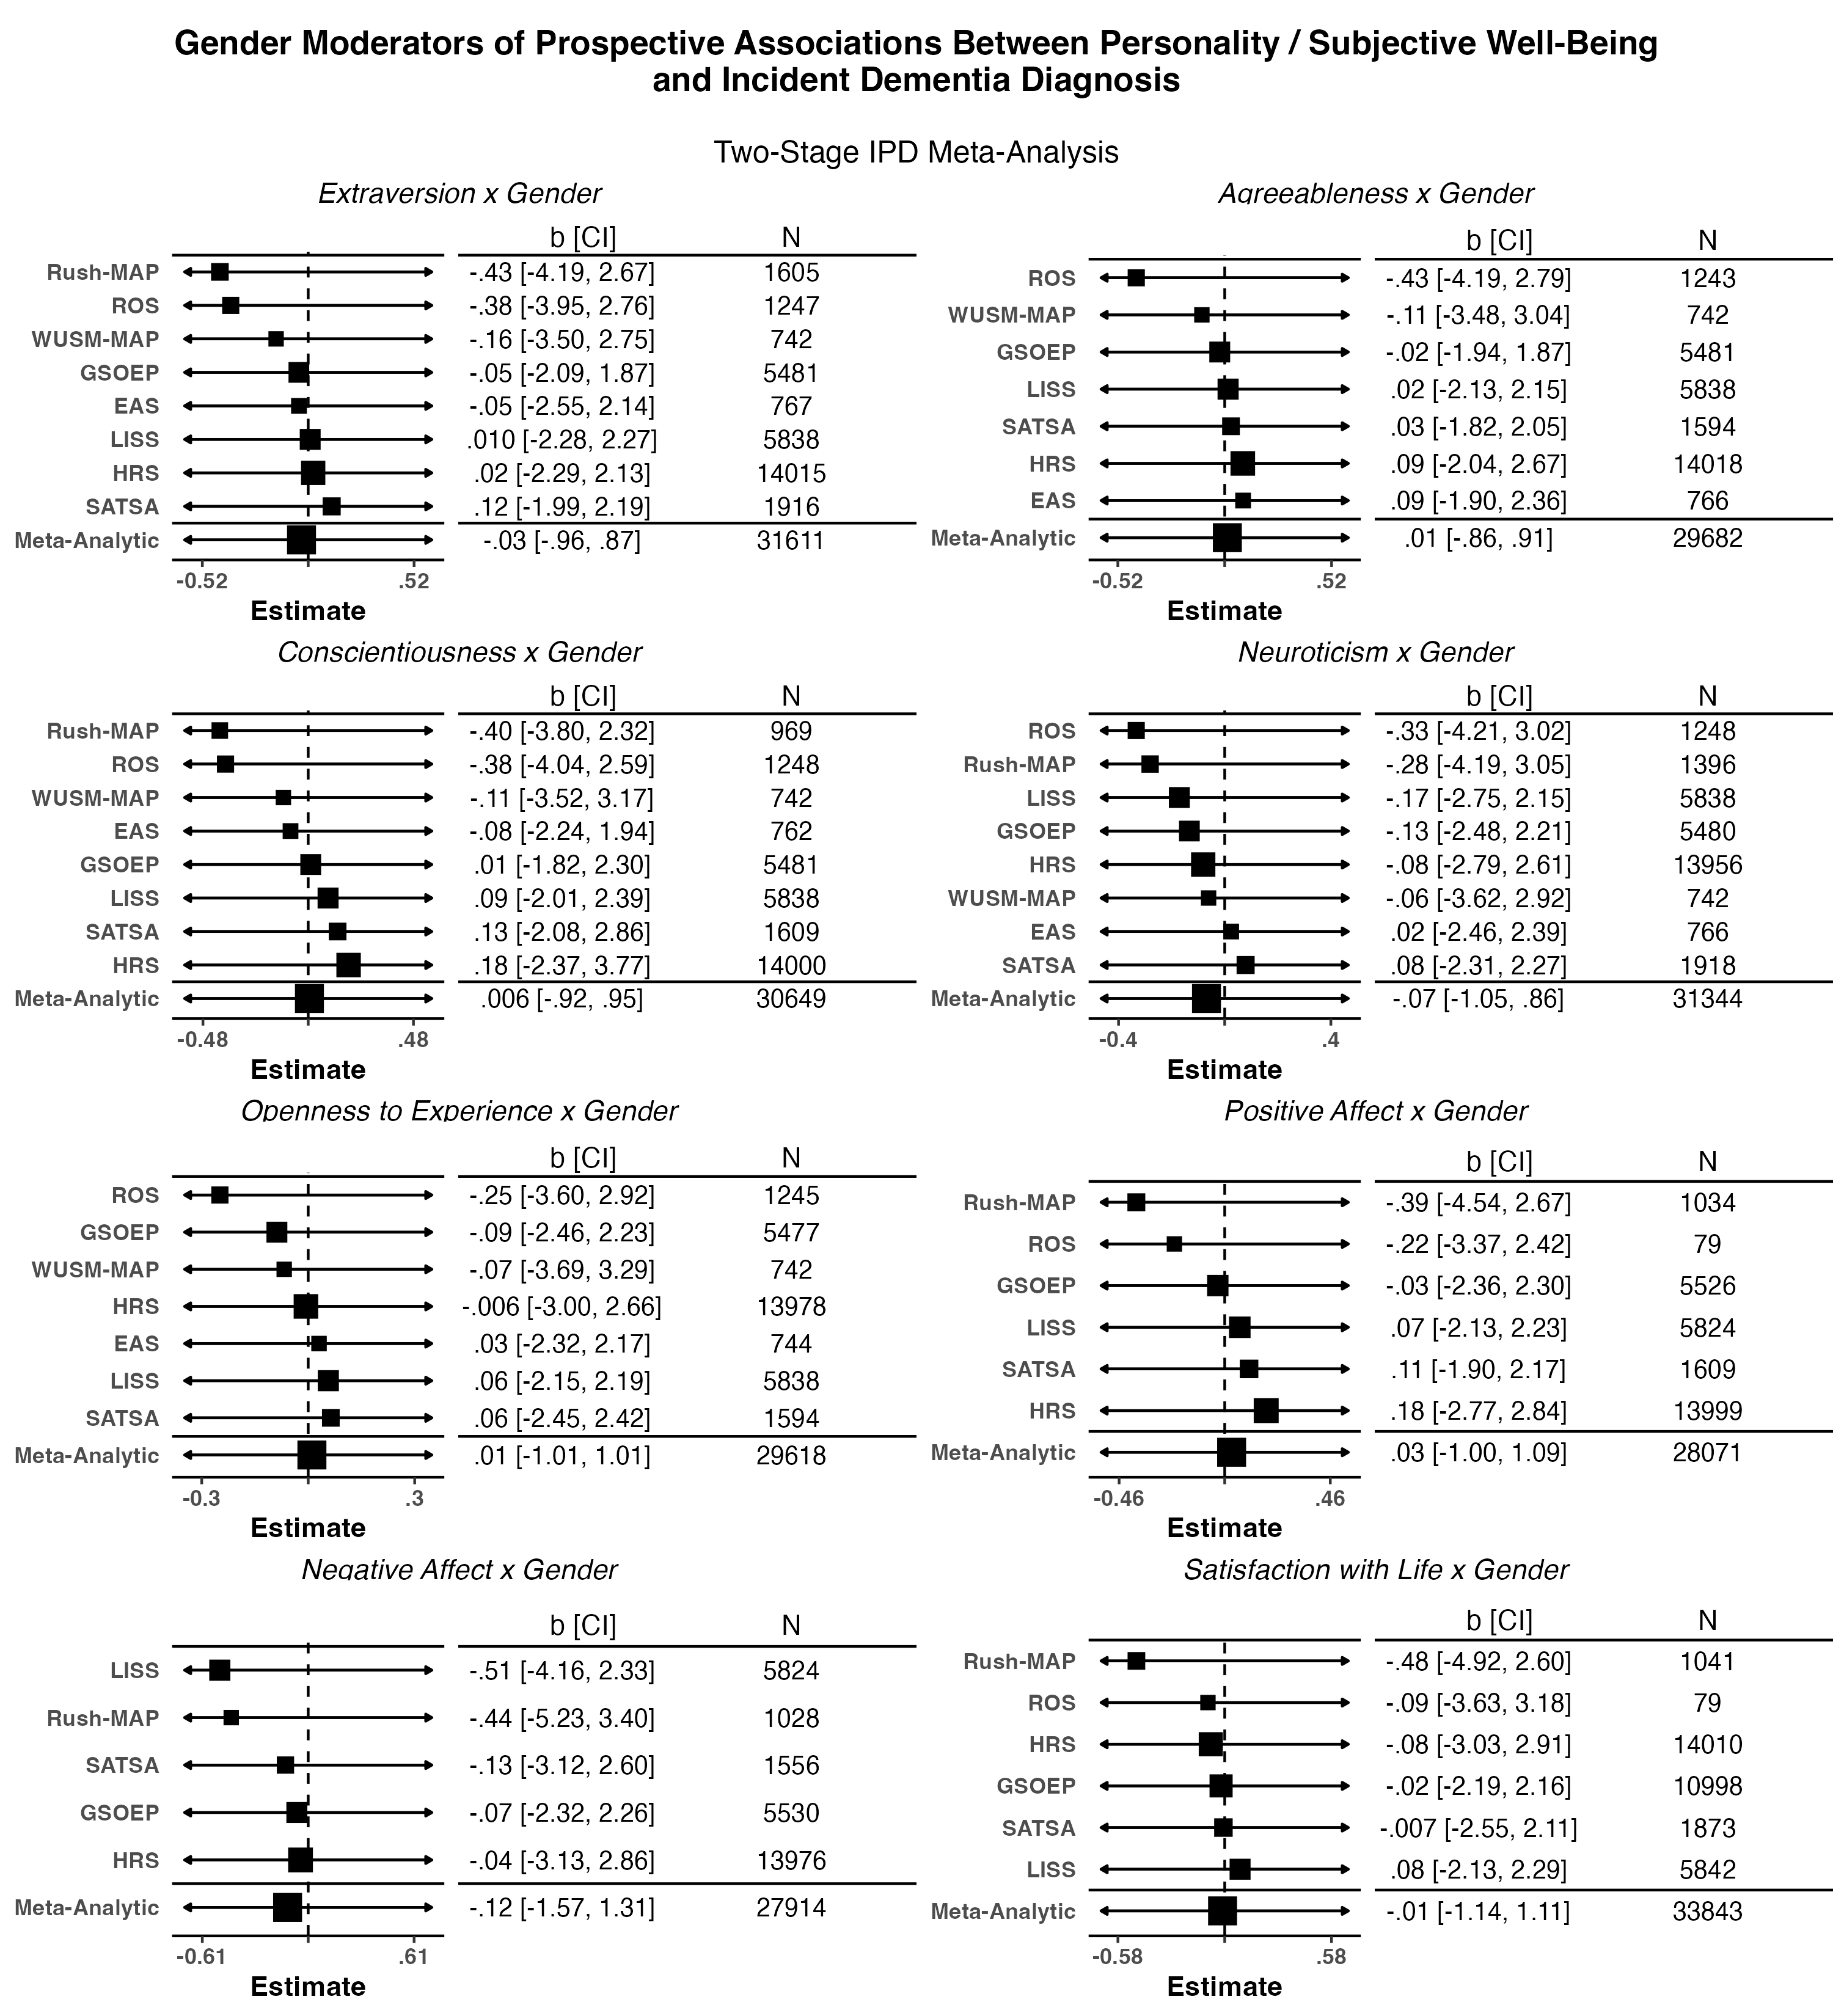 Gender Moderators of Prospective Associations Between Personality / Subjective Well-Being
and Incident Dementia Diagnosis
Two-Stage IPD Meta-Analysis
Extraversion x Gender
b [CI] N
Rush-MAP -.43 [-4.19, 2.67] 1605
ROS -.38 [-3.95, 2.76] 1247
WUSM-MAP -.16 [-3.50, 2.75] 742
GSOEP -.05 [-2.09, 1.87] 5481
EAS -.05 [-2.55, 2.14] 767
LISS .010 [-2.28, 2.27] 5838
HRS .02 [-2.29, 2.13] 14015
SATSA .12 [-1.99, 2.19] 1916
Meta-Analytic -.03 [-.96, .87] 31611
-0.52 .52
Estimate
Agreeableness x Gender
b [CI] N
ROS -.43 [-4.19, 2.79] 1243
WUSM-MAP -.11 [-3.48, 3.04] 742
GSOEP -.02 [-1.94, 1.87] 5481
LISS .02 [-2.13, 2.15] 5838
SATSA .03 [-1.82, 2.05] 1594
HRS .09 [-2.04, 2.67] 14018
EAS .09 [-1.90, 2.36] 766
Meta-Analytic .01 [-.86, .91] 29682
-0.52 .52
Estimate
Conscientiousness x Gender
b [CI] N
Rush-MAP -.40 [-3.80, 2.32] 969
ROS -.38 [-4.04, 2.59] 1248
WUSM-MAP -.11 [-3.52, 3.17] 742
EAS -.08 [-2.24, 1.94] 762
GSOEP .01 [-1.82, 2.30] 5481
LISS .09 [-2.01, 2.39] 5838
SATSA .13 [-2.08, 2.86] 1609
HRS .18 [-2.37, 3.77] 14000
Meta-Analytic .006 [-.92, .95] 30649
-0.48 .48
Estimate
Neuroticism x Gender
b [CI] N
ROS -.33 [-4.21, 3.02] 1248
Rush-MAP -.28 [-4.19, 3.05] 1396
LISS -.17 [-2.75, 2.15] 5838
GSOEP -.13 [-2.48, 2.21] 5480
HRS -.08 [-2.79, 2.61] 13956
WUSM-MAP -.06 [-3.62, 2.92] 742
EAS .02 [-2.46, 2.39] 766
SATSA .08 [-2.31, 2.27] 1918
Meta-Analytic -.07 [-1.05, .86] 31344
-0.4 .4
Estimate
Openness to Experience x Gender
b [CI] N
ROS -.25 [-3.60, 2.92] 1245
GSOEP -.09 [-2.46, 2.23] 5477
WUSM-MAP -.07 [-3.69, 3.29] 742
HRS -.006 [-3.00, 2.66] 13978
EAS .03 [-2.32, 2.17] 744
LISS .06 [-2.15, 2.19] 5838
SATSA .06 [-2.45, 2.42] 1594
Meta-Analytic .01 [-1.01, 1.01] 29618
-0.3 .3
Estimate
Positive Affect x Gender
b [CI] N
Rush-MAP -.39 [-4.54, 2.67] 1034
ROS -.22 [-3.37, 2.42] 79
GSOEP -.03 [-2.36, 2.30] 5526
LISS .07 [-2.13, 2.23] 5824
SATSA .11 [-1.90, 2.17] 1609
HRS .18 [-2.77, 2.84] 13999
Meta-Analytic .03 [-1.00, 1.09] 28071
-0.46 .46
Estimate
Negative Affect x Gender
b [CI] N
LISS -.51 [-4.16, 2.33] 5824
Rush-MAP -.44 [-5.23, 3.40] 1028
SATSA -.13 [-3.12, 2.60] 1556
GSOEP -.07 [-2.32, 2.26] 5530
HRS -.04 [-3.13, 2.86] 13976
Meta-Analytic -.12 [-1.57, 1.31] 27914
-0.61 .61
Estimate
Satisfaction with Life x Gender
b [CI] N
Rush-MAP -.48 [-4.92, 2.60] 1041
ROS -.09 [-3.63, 3.18] 79
HRS -.08 [-3.03, 2.91] 14010
GSOEP -.02 [-2.19, 2.16] 10998
SATSA -.007 [-2.55, 2.11] 1873
LISS .08 [-2.13, 2.29] 5842
Meta-Analytic -.01 [-1.14, 1.11] 33843
-0.58 .58
Estimate